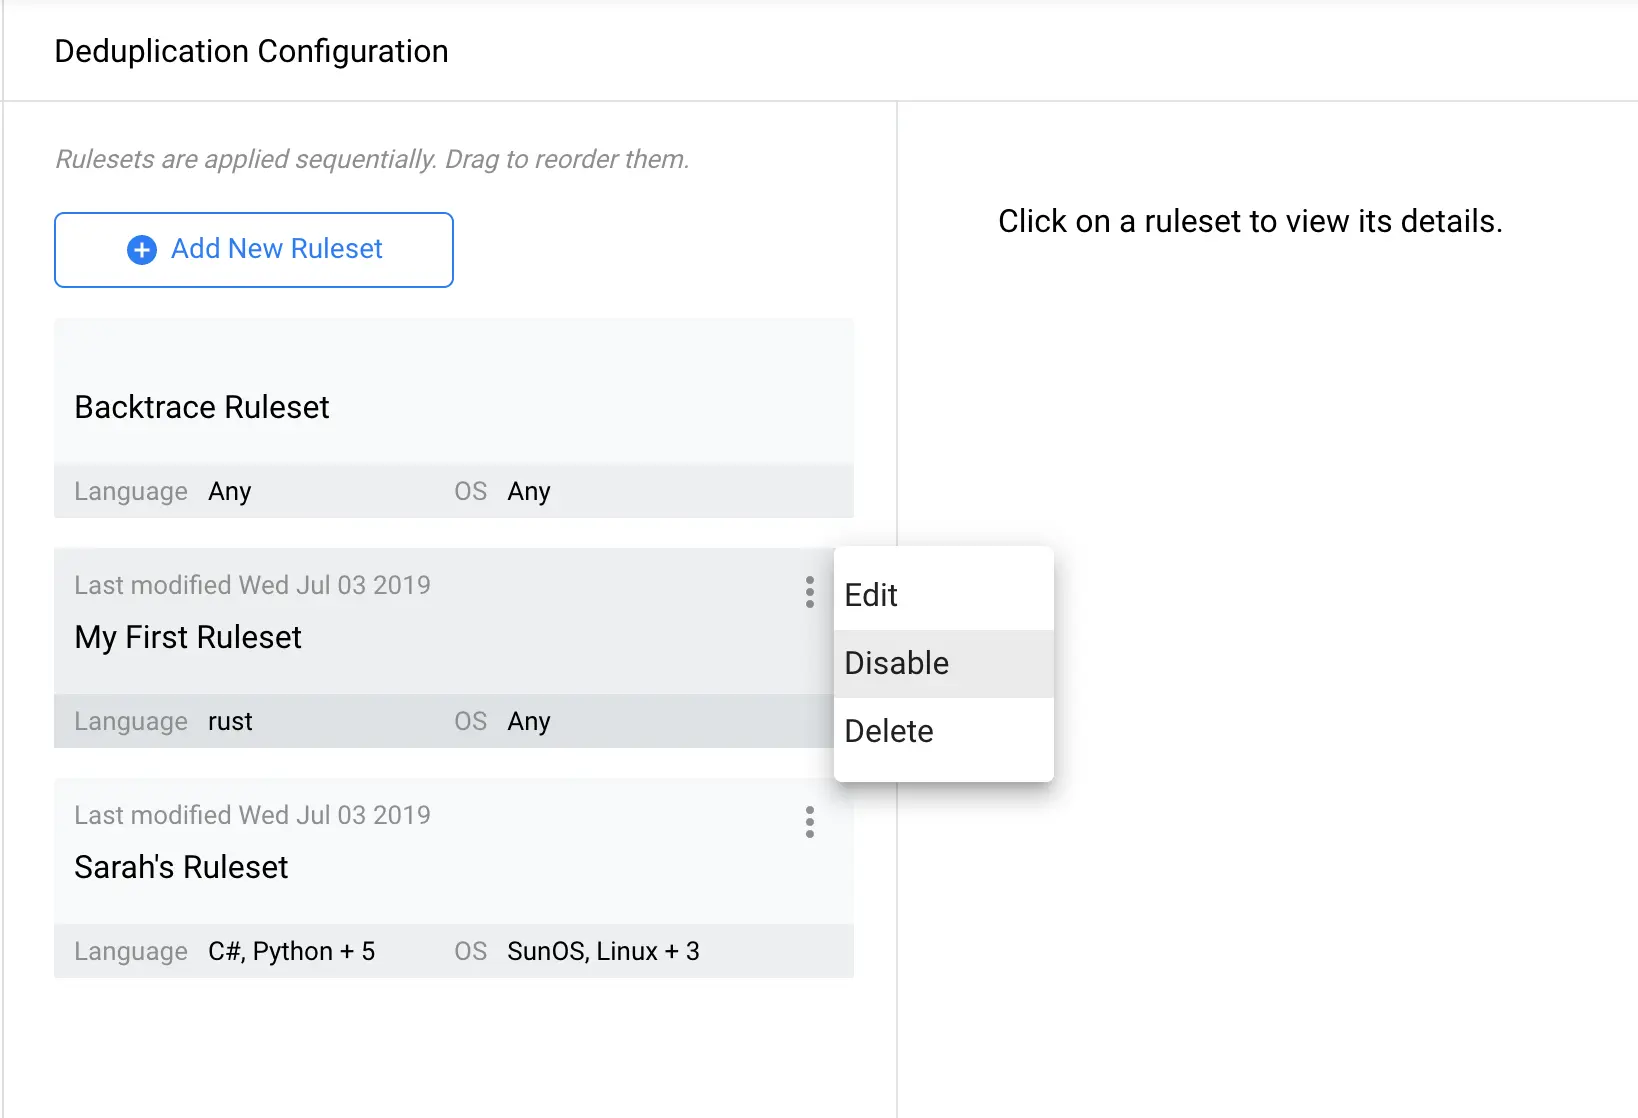 Deduplication Configuration
Rulesets are applied sequentially. Drag to reorder them.
Add New Ruleset
Click on a ruleset to view its details.
Backtrace Ruleset
Language Any OS Any
Last modified Wed Jul 03 2019
My First Ruleset
Language rust OS Any
Edit
Disable
Delete
Last modified Wed Jul 03 2019
Sarah's Ruleset
Language C#, Python + 5 OS SunOS, Linux + 3